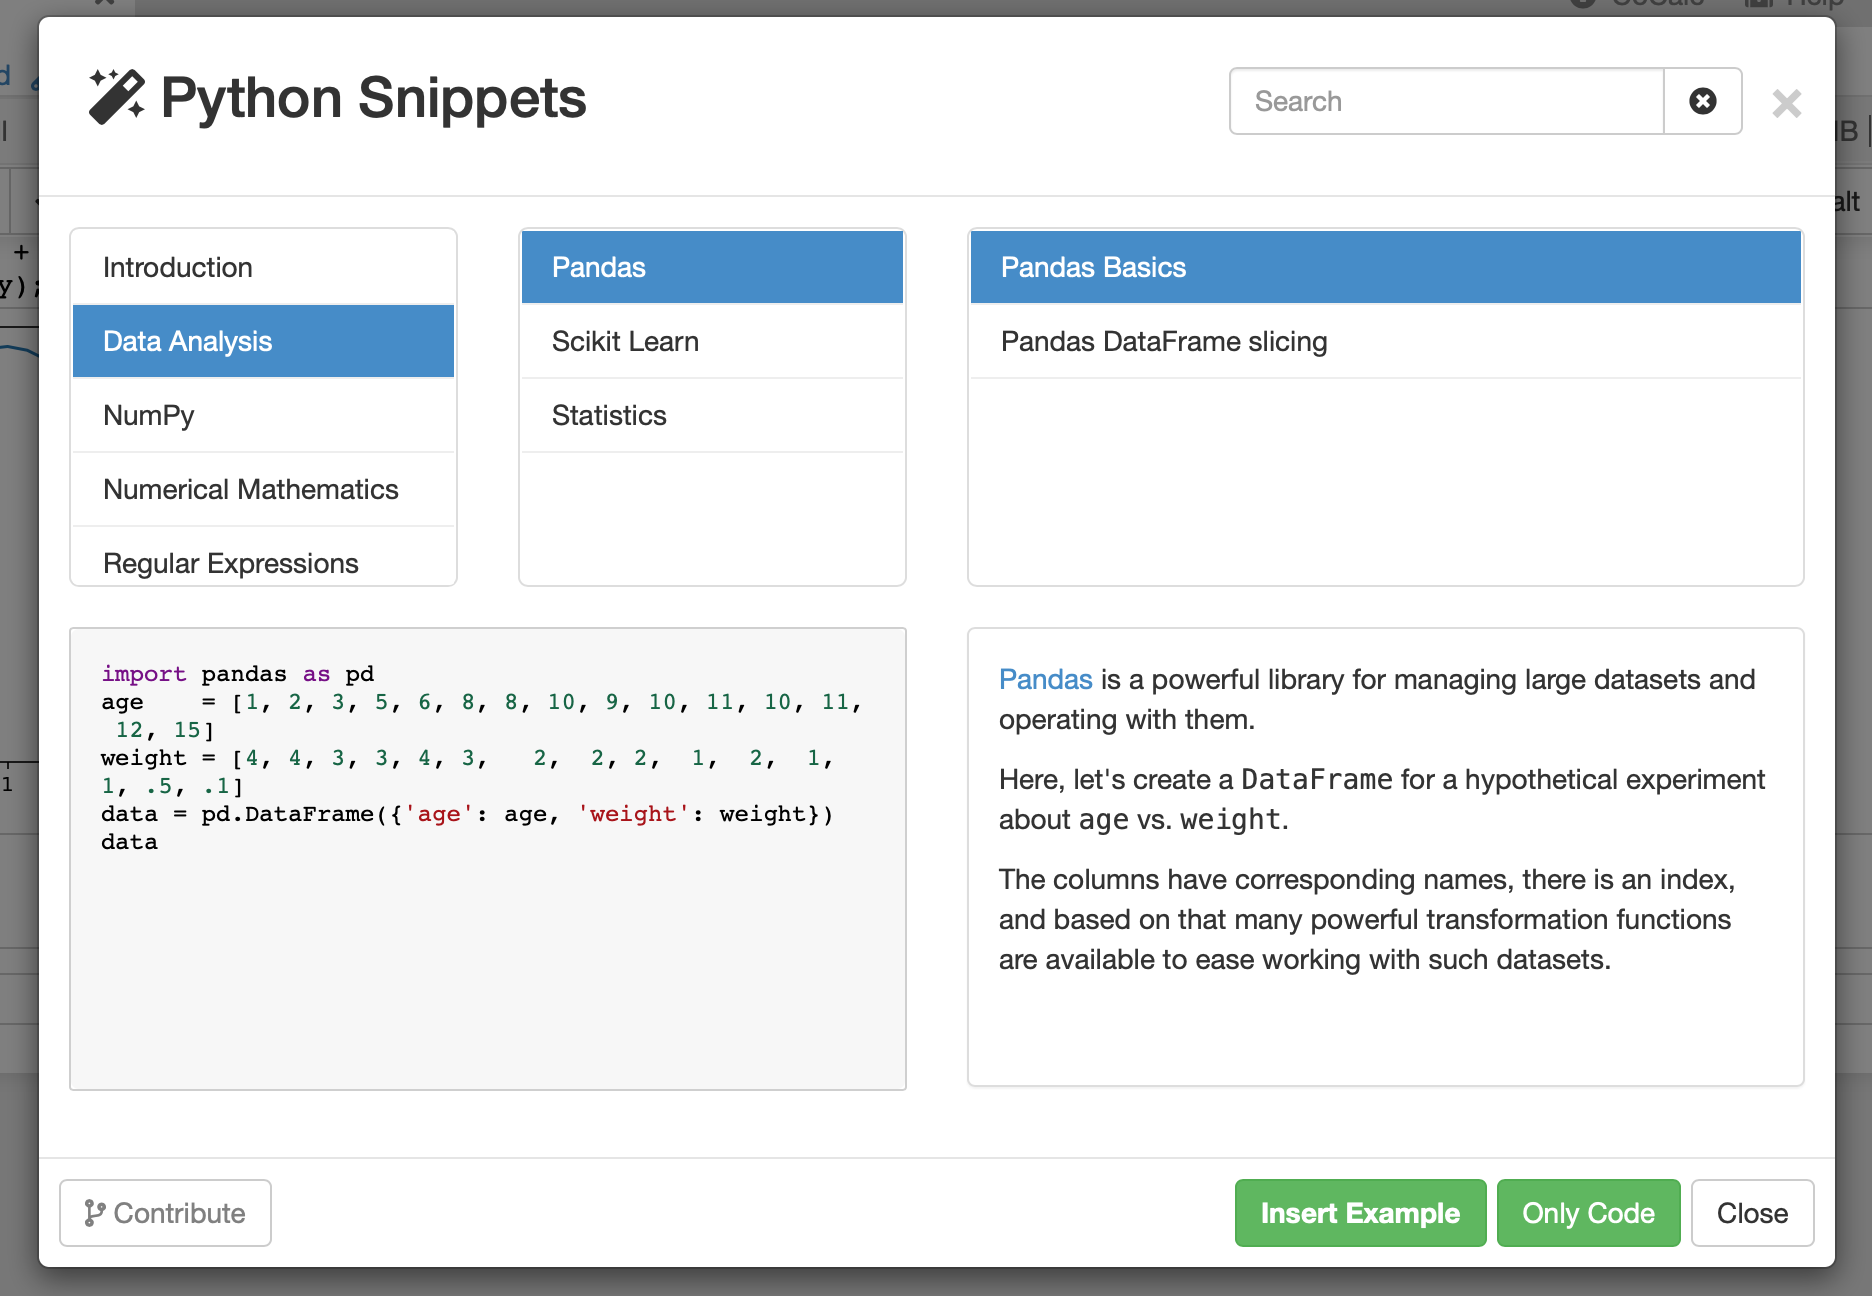 Python Snippets
Search
Introduction
Data Analysis
NumPy
Numerical Mathematics
Regular Expressions
Pandas
Scikit Learn
Statistics
Pandas Basics
Pandas DataFrame slicing
import pandas as pd
age    = [1, 2, 3, 5, 6, 8, 8, 10, 9, 10, 11, 10, 11,
 12, 15]
weight = [4, 4, 3, 3, 4, 3,   2,  2, 2,  1,  2,  1,
1, .5, .1]
data = pd.DataFrame({'age': age, 'weight': weight})
data
Pandas is a powerful library for managing large datasets and
operating with them.
Here, let's create a DataFrame for a hypothetical experiment
about age vs. weight.
The columns have corresponding names, there is an index,
and based on that many powerful transformation functions
are available to ease working with such datasets.
Contribute
Insert Example
Only Code
Close